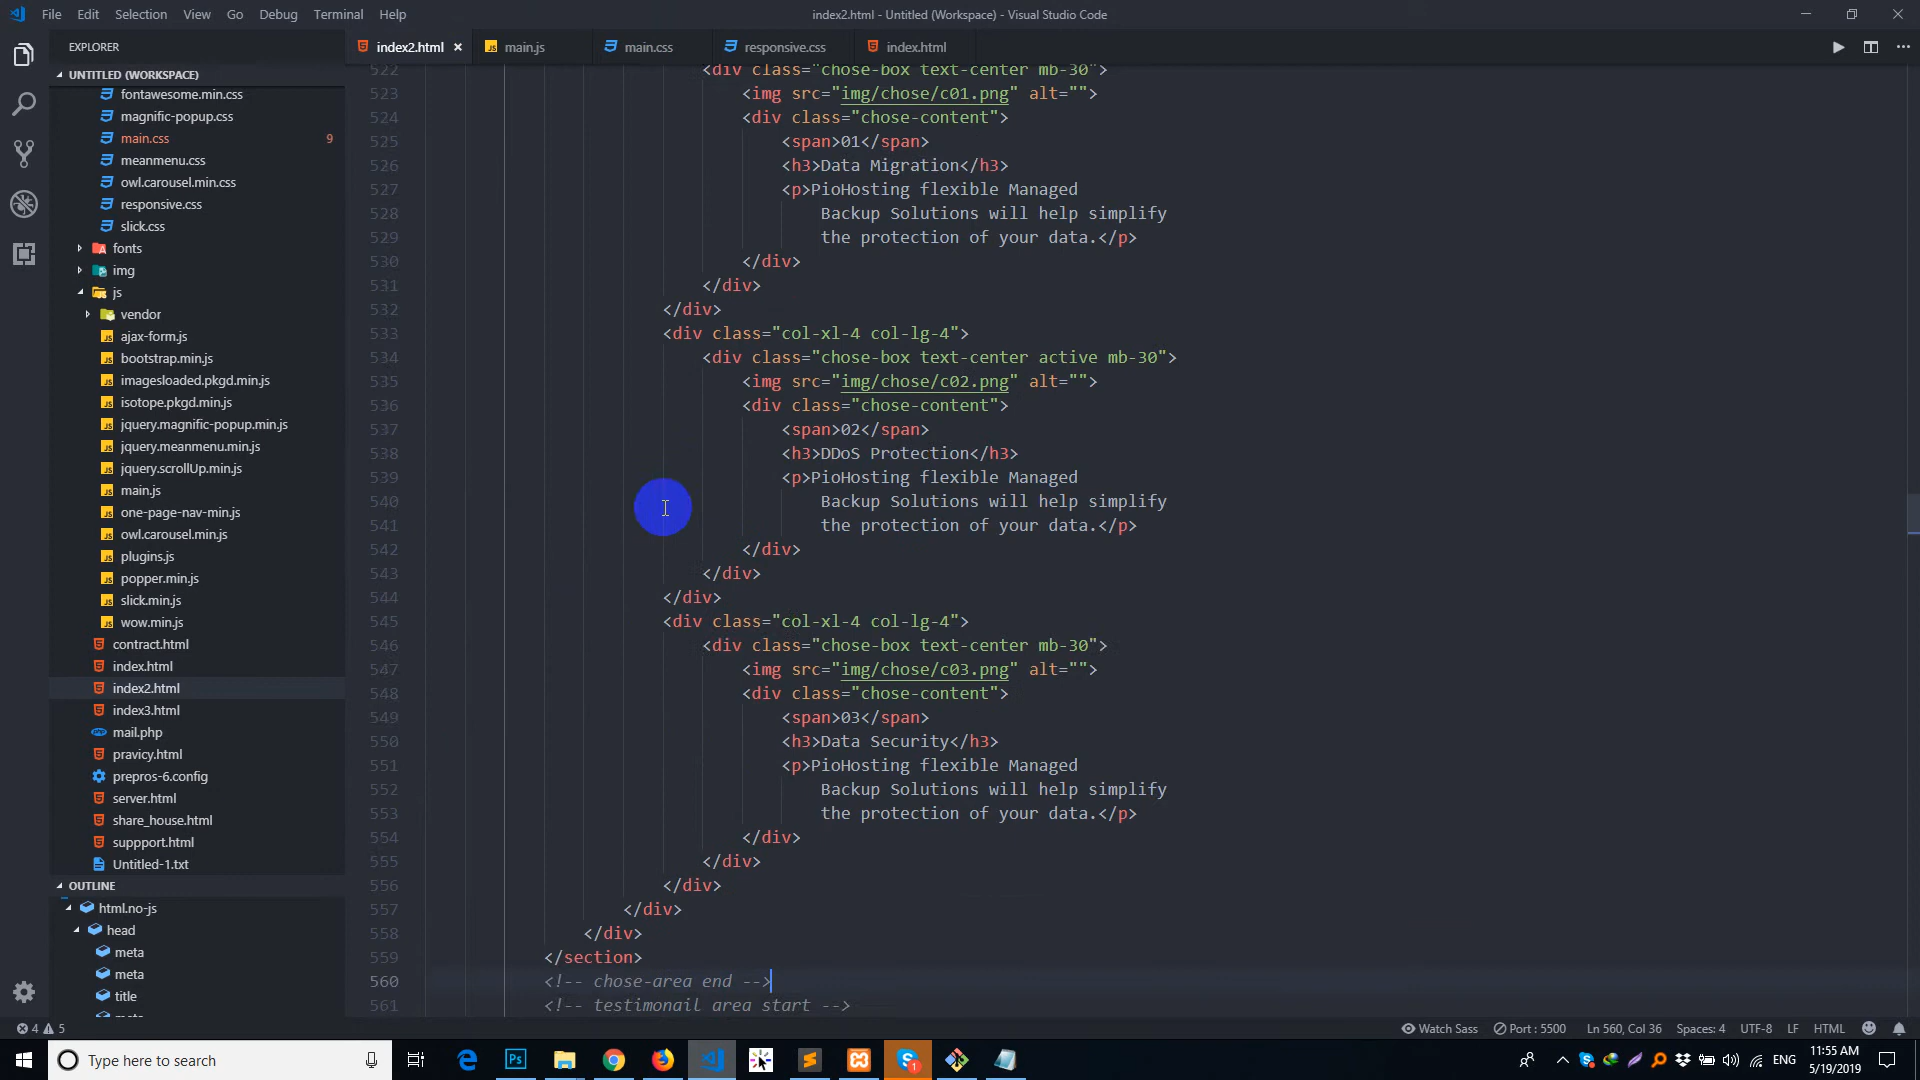 File Edit Selection View Go Debug Terminal Help
index2.html - Untitled (Workspace) - Visual Studio Code
EXPLORER
index2.html
main.js
main.css
responsive.css
index.html
UNTITLED (WORKSPACE)
fontawesome.min.css
magnific-popup.css
main.css 9
meanmenu.css
owl.carousel.min.css
responsive.css
slick.css
fonts
img
js
vendor
ajax-form.js
bootstrap.min.js
imagesloaded.pkgd.min.js
isotope.pkgd.min.js
jquery.magnific-popup.min.js
jquery.meanmenu.min.js
jquery.scrollUp.min.js
main.js
one-page-nav-min.js
owl.carousel.min.js
plugins.js
popper.min.js
slick.min.js
wow.min.js
contract.html
index.html
index2.html
index3.html
mail.php
pravicy.html
prepros-6.config
server.html
share_house.html
suppport.html
Untitled-1.txt
OUTLINE
html.no-js
head
meta
meta
title
522 <div class="chose-box text-center mb-30">
523 <img src="img/chose/c01.png" alt="">
524 <div class="chose-content">
525 <span>01</span>
526 <h3>Data Migration</h3>
527 <p>PioHosting flexible Managed
528 Backup Solutions will help simplify
529 the protection of your data.</p>
530 </div>
531 </div>
532 </div>
533 <div class="col-xl-4 col-lg-4">
534 <div class="chose-box text-center active mb-30">
535 <img src="img/chose/c02.png" alt="">
536 <div class="chose-content">
537 <span>02</span>
538 <h3>DDoS Protection</h3>
539 <p>PioHosting flexible Managed
540 Backup Solutions will help simplify
541 the protection of your data.</p>
542 </div>
543 </div>
544 </div>
545 <div class="col-xl-4 col-lg-4">
546 <div class="chose-box text-center mb-30">
547 <img src="img/chose/c03.png" alt="">
548 <div class="chose-content">
549 <span>03</span>
550 <h3>Data Security</h3>
551 <p>PioHosting flexible Managed
552 Backup Solutions will help simplify
553 the protection of your data.</p>
554 </div>
555 </div>
556 </div>
557 </div>
558 </div>
559 </section>
560 <!-- chose-area end -->
561 <!-- testimonail area start -->
4 5
Watch Sass
Port : 5500
Ln 560, Col 36
Spaces: 4
UTF-8
LF
HTML
Type here to search
Ps
1
ENG
11:55 AM
5/19/2019